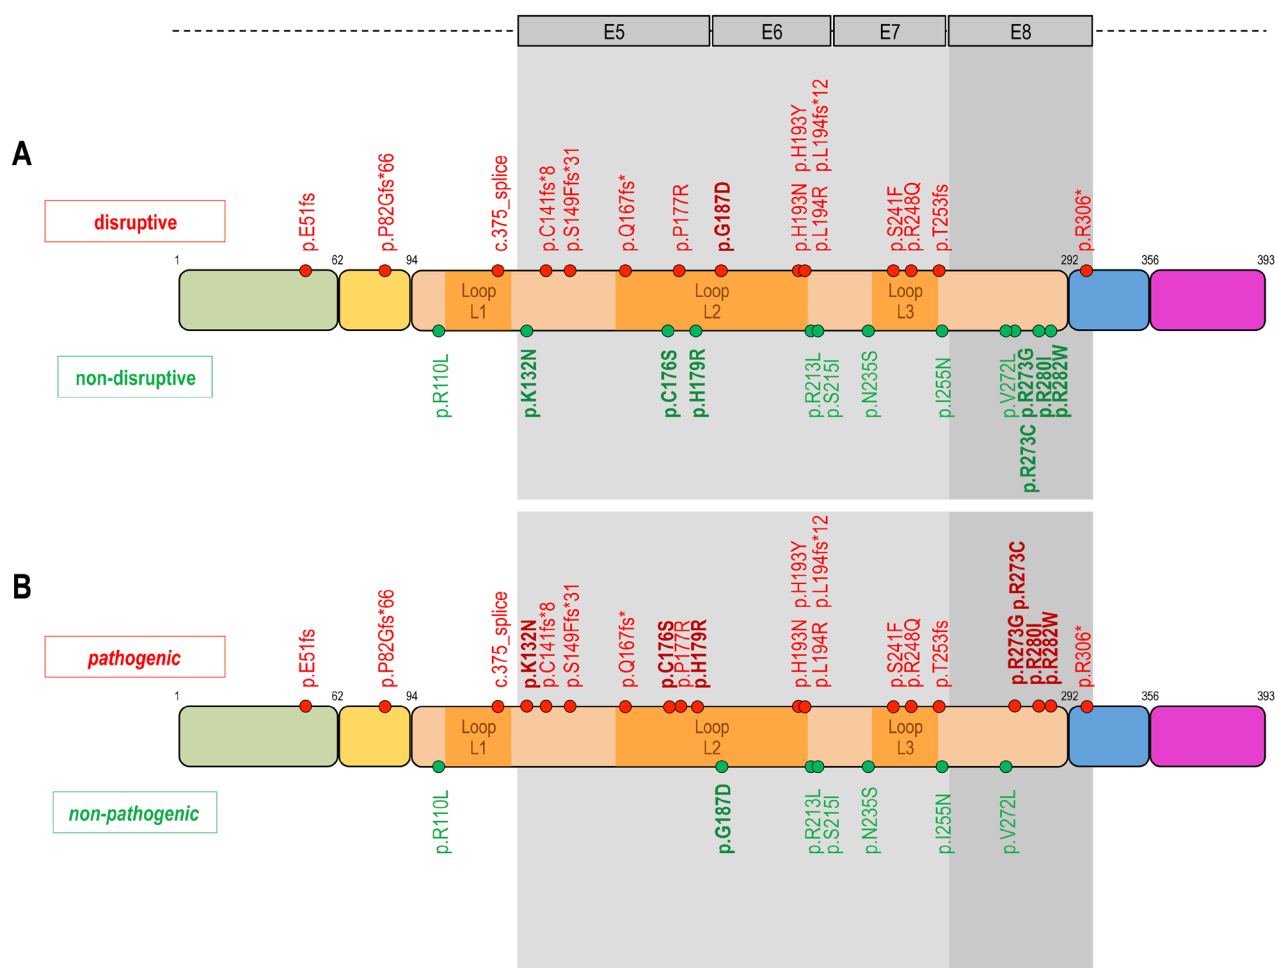 E5 E6 E7 E8
A
disruptive
p.E51fs
p.P82Gfs*66
c.375_splice
p.C141fs*8
p.S149Ffs*31
p.Q167fs*
p.P177R
p.G187D
p.H193N p.H193Y
p.L194R p.L194fs*12
p.S241F
p.R248Q
p.T253fs
p.R306*
1 62 94 292 356 393
Loop
L1
Loop
L2
Loop
L3
non-disruptive
p.R110L
p.K132N
p.C176S
p.H179R
p.R213L
p.S215I
p.N235S
p.I255N
p.V272L
p.R273C p.R273G
p.R280I
p.R282W
B
pathogenic
p.E51fs
p.P82Gfs*66
c.375_splice
p.K132N
p.C141fs*8
p.S149Ffs*31
p.Q167fs*
p.C176S
p.P177R
p.H179R
p.H193N p.H193Y
p.L194R p.L194fs*12
p.S241F
p.R248Q
p.T253fs
p.R273G p.R273C
p.R280I
p.R282W
p.R306*
1 62 94 292 356 393
Loop
L1
Loop
L2
Loop
L3
non-pathogenic
p.R110L
p.G187D
p.R213L
p.S215I
p.N235S
p.I255N
p.V272L